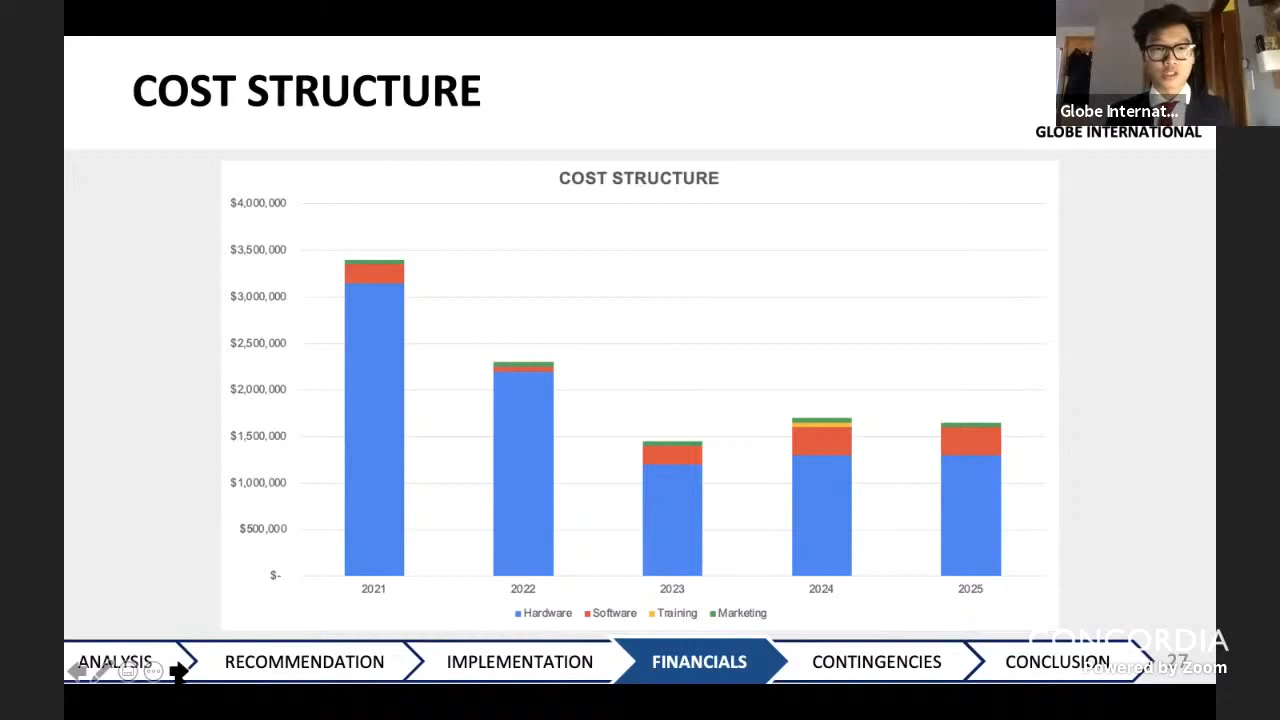 COST STRUCTURE
Globe Internat...
GLOBE INTERNATIONAL
COST STRUCTURE
$4,000,000
$3,500,000
$3,000,000
$2,500,000
$2,000,000
$1,500,000
$1,000,000
$500,000
$-
2021 2022 2023 2024 2025
Hardware Software Training Marketing
CONCORDIA
ANALYSIS RECOMMENDATION IMPLEMENTATION FINANCIALS CONTINGENCIES CONCLUSION 27
Powered by Zoom